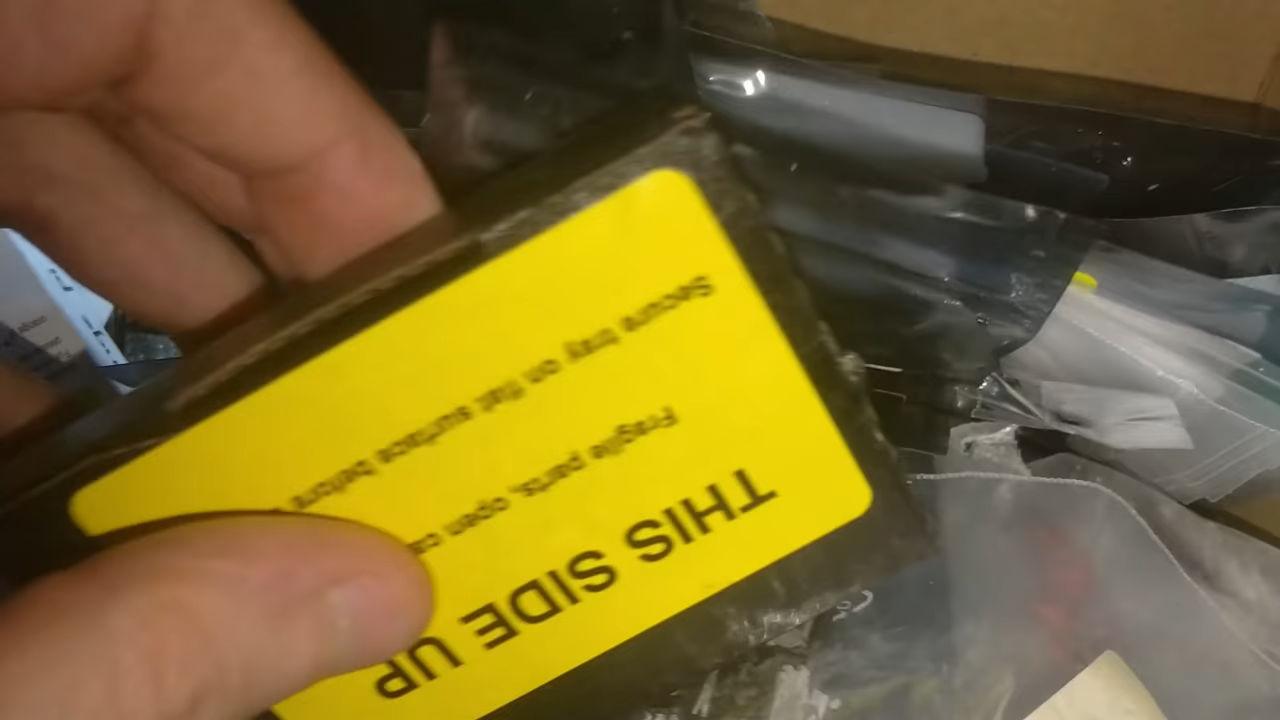 THIS SIDE UP
Fragile parts, open
Secure tray on flat surface before